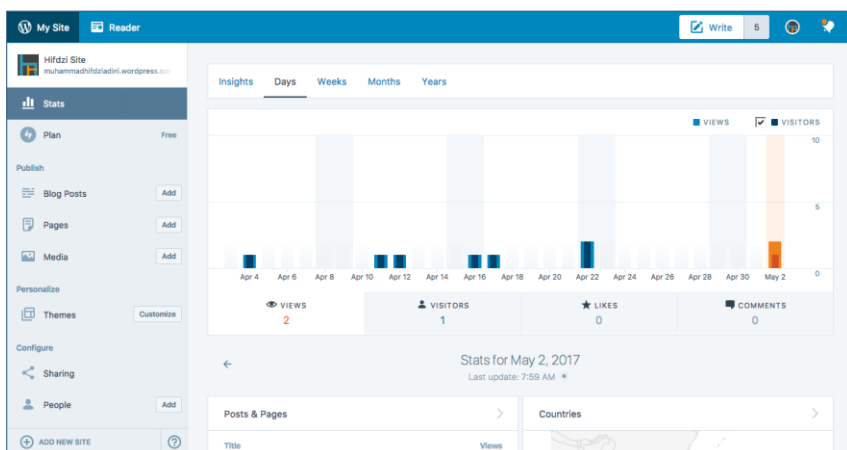 My Site
Reader
Write
5
Hifdzi Site
muhammadhifdziadini.wordpress.co
Stats
Plan
Free
Publish
Blog Posts
Add
Pages
Add
Media
Add
Personalize
Themes
Customize
Configure
Sharing
People
Add
ADD NEW SITE
Insights Days Weeks Months Years
VIEWS VISITORS
10
5
0
Apr 4 Apr 6 Apr 8 Apr 10 Apr 12 Apr 14 Apr 16 Apr 18 Apr 20 Apr 22 Apr 24 Apr 26 Apr 28 Apr 30 May 2
VIEWS
2
VISITORS
1
LIKES
0
COMMENTS
0
Stats for May 2, 2017
Last update: 7:59 AM
Posts & Pages
Title Views
Countries